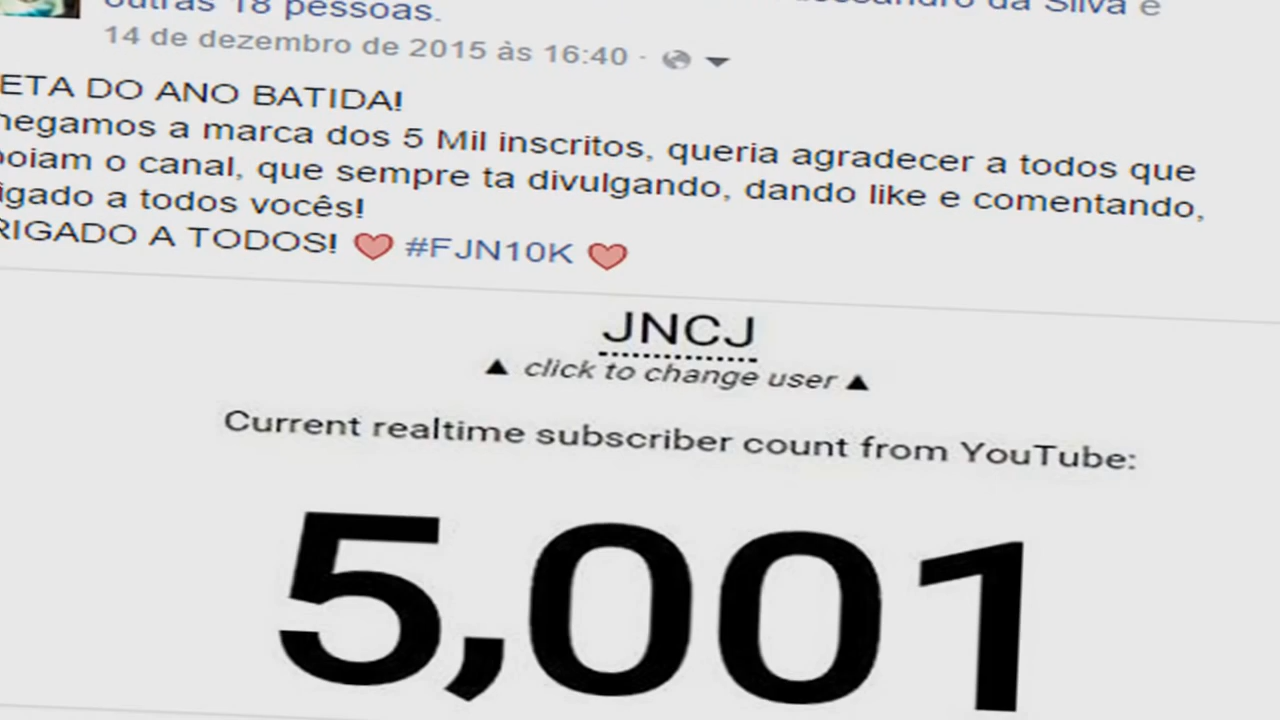 outras 18 pessoas. da Silva e
14 de dezembro de 2015 às 16:40 ·
ETA DO ANO BATIDA!
hegamos a marca dos 5 Mil inscritos, queria agradecer a todos que
poiam o canal, que sempre ta divulgando, dando like e comentando,
igado a todos vocês!
RIGADO A TODOS! ❤ #FJN10K ❤
JNCJ
▲ click to change user ▲
Current realtime subscriber count from YouTube:
5,001